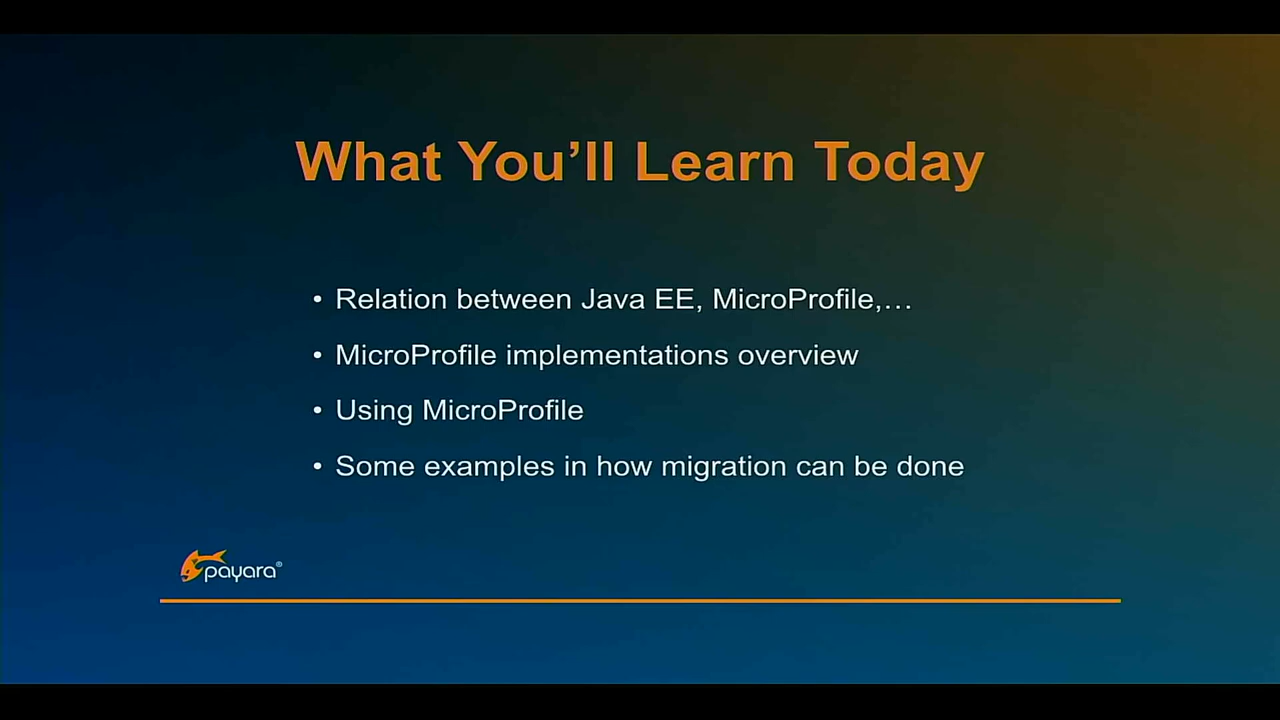 What You’ll Learn Today
• Relation between Java EE, MicroProfile,…
• MicroProfile implementations overview
• Using MicroProfile
• Some examples in how migration can be done
payara®